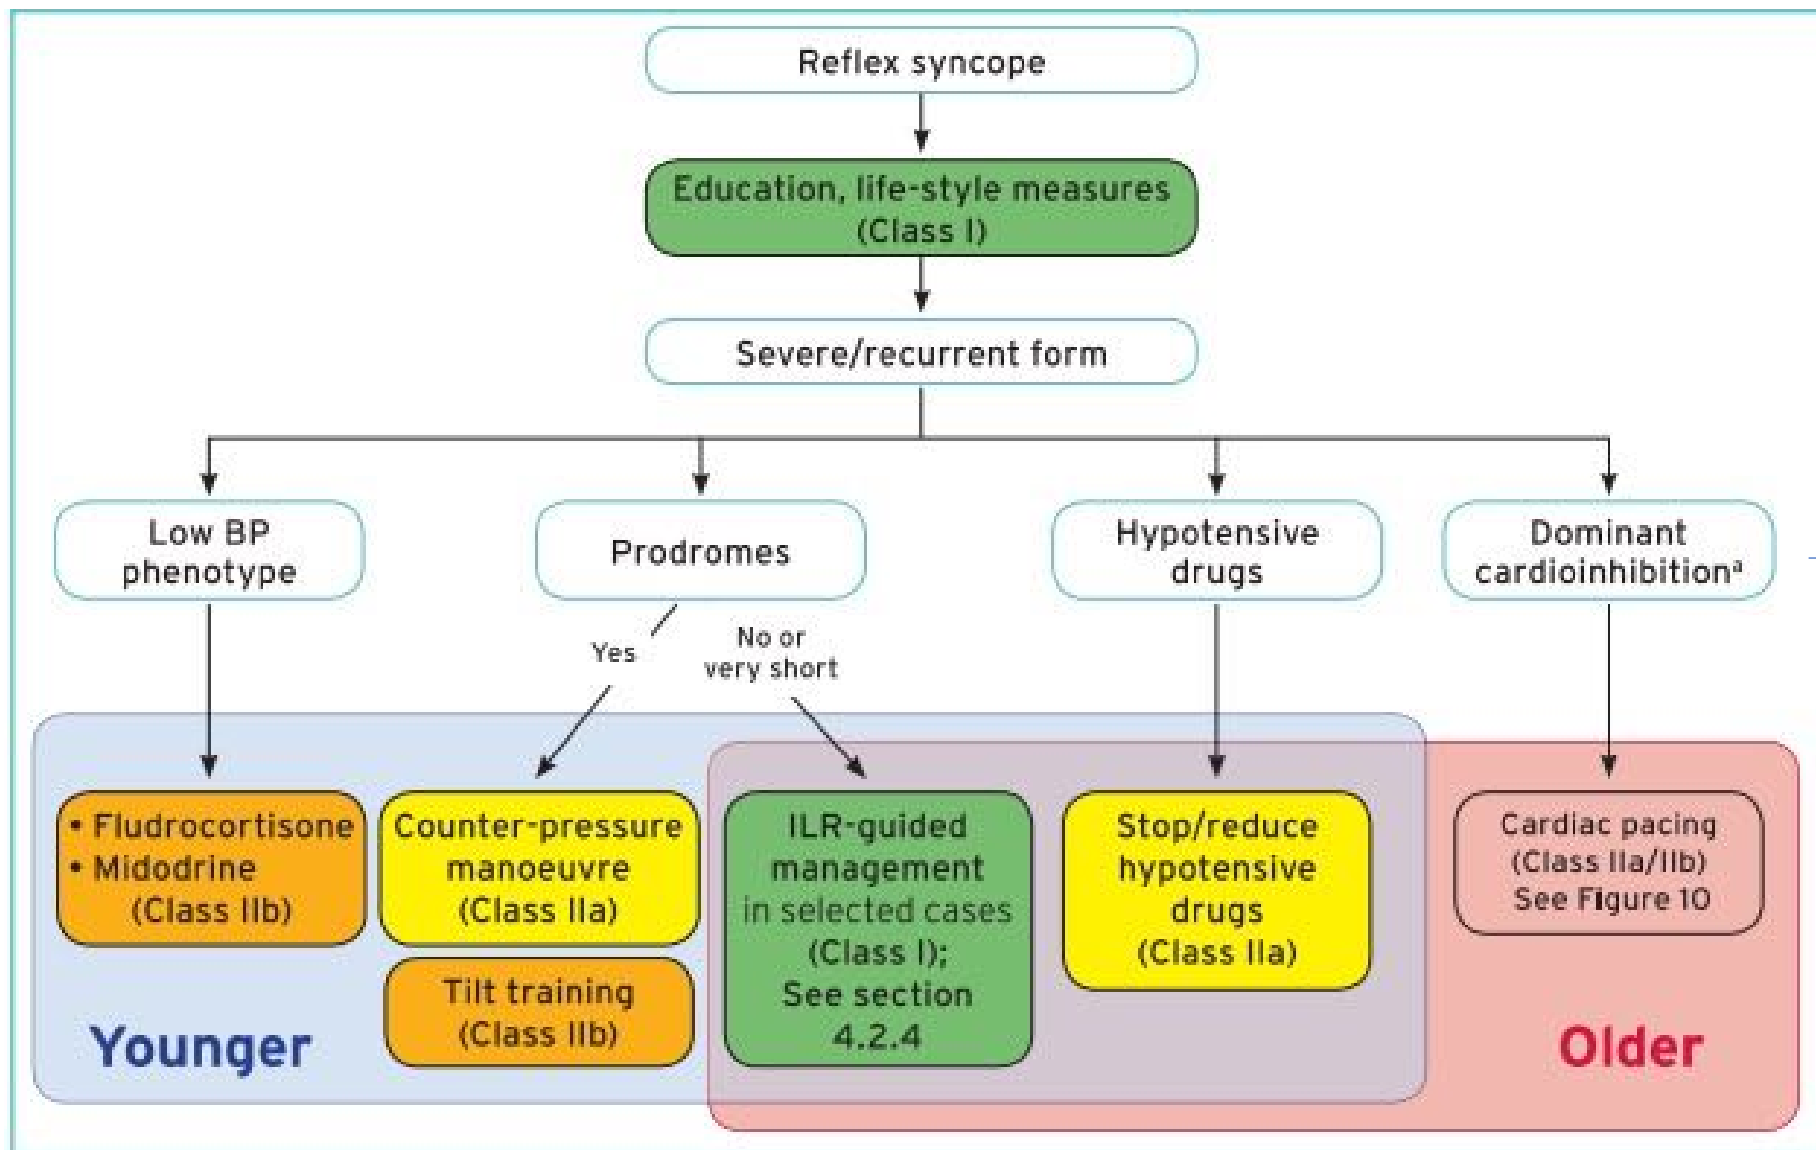 Reflex syncope
Education, life-style measures
(Class I)
Severe/recurrent form
Low BP
phenotype
Prodromes
Hypotensive
drugs
Dominant
cardioinhibitionᵃ
Yes
No or
very short
• Fludrocortisone
• Midodrine
(Class IIb)
Counter-pressure
manoeuvre
(Class IIa)
Tilt training
(Class IIb)
ILR-guided
management
in selected cases
(Class I);
See section
4.2.4
Stop/reduce
hypotensive
drugs
(Class IIa)
Cardiac pacing
(Class IIa/IIb)
See Figure 10
Younger
Older